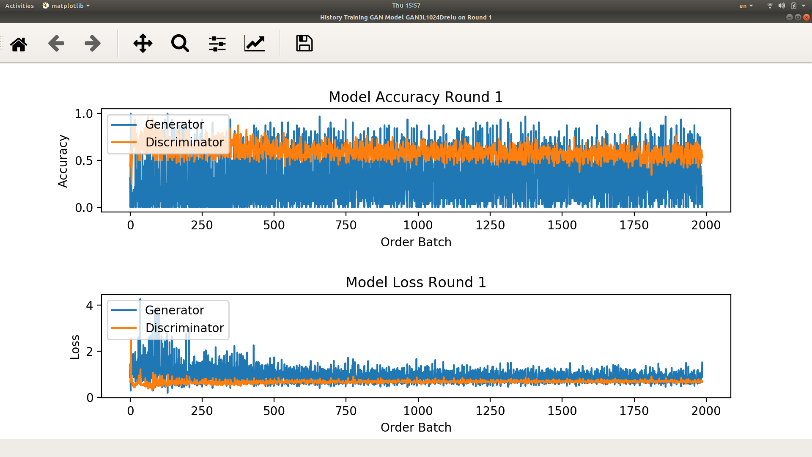 Activities matplotlib Thu 15:57 en
History Training GAN Model GAN3L1024Drelu on Round 1
Model Accuracy Round 1
Generator
Discriminator
1.0
0.5
0.0
Accuracy
0 250 500 750 1000 1250 1500 1750 2000
Order Batch
Model Loss Round 1
Generator
Discriminator
4
2
0
Loss
0 250 500 750 1000 1250 1500 1750 2000
Order Batch